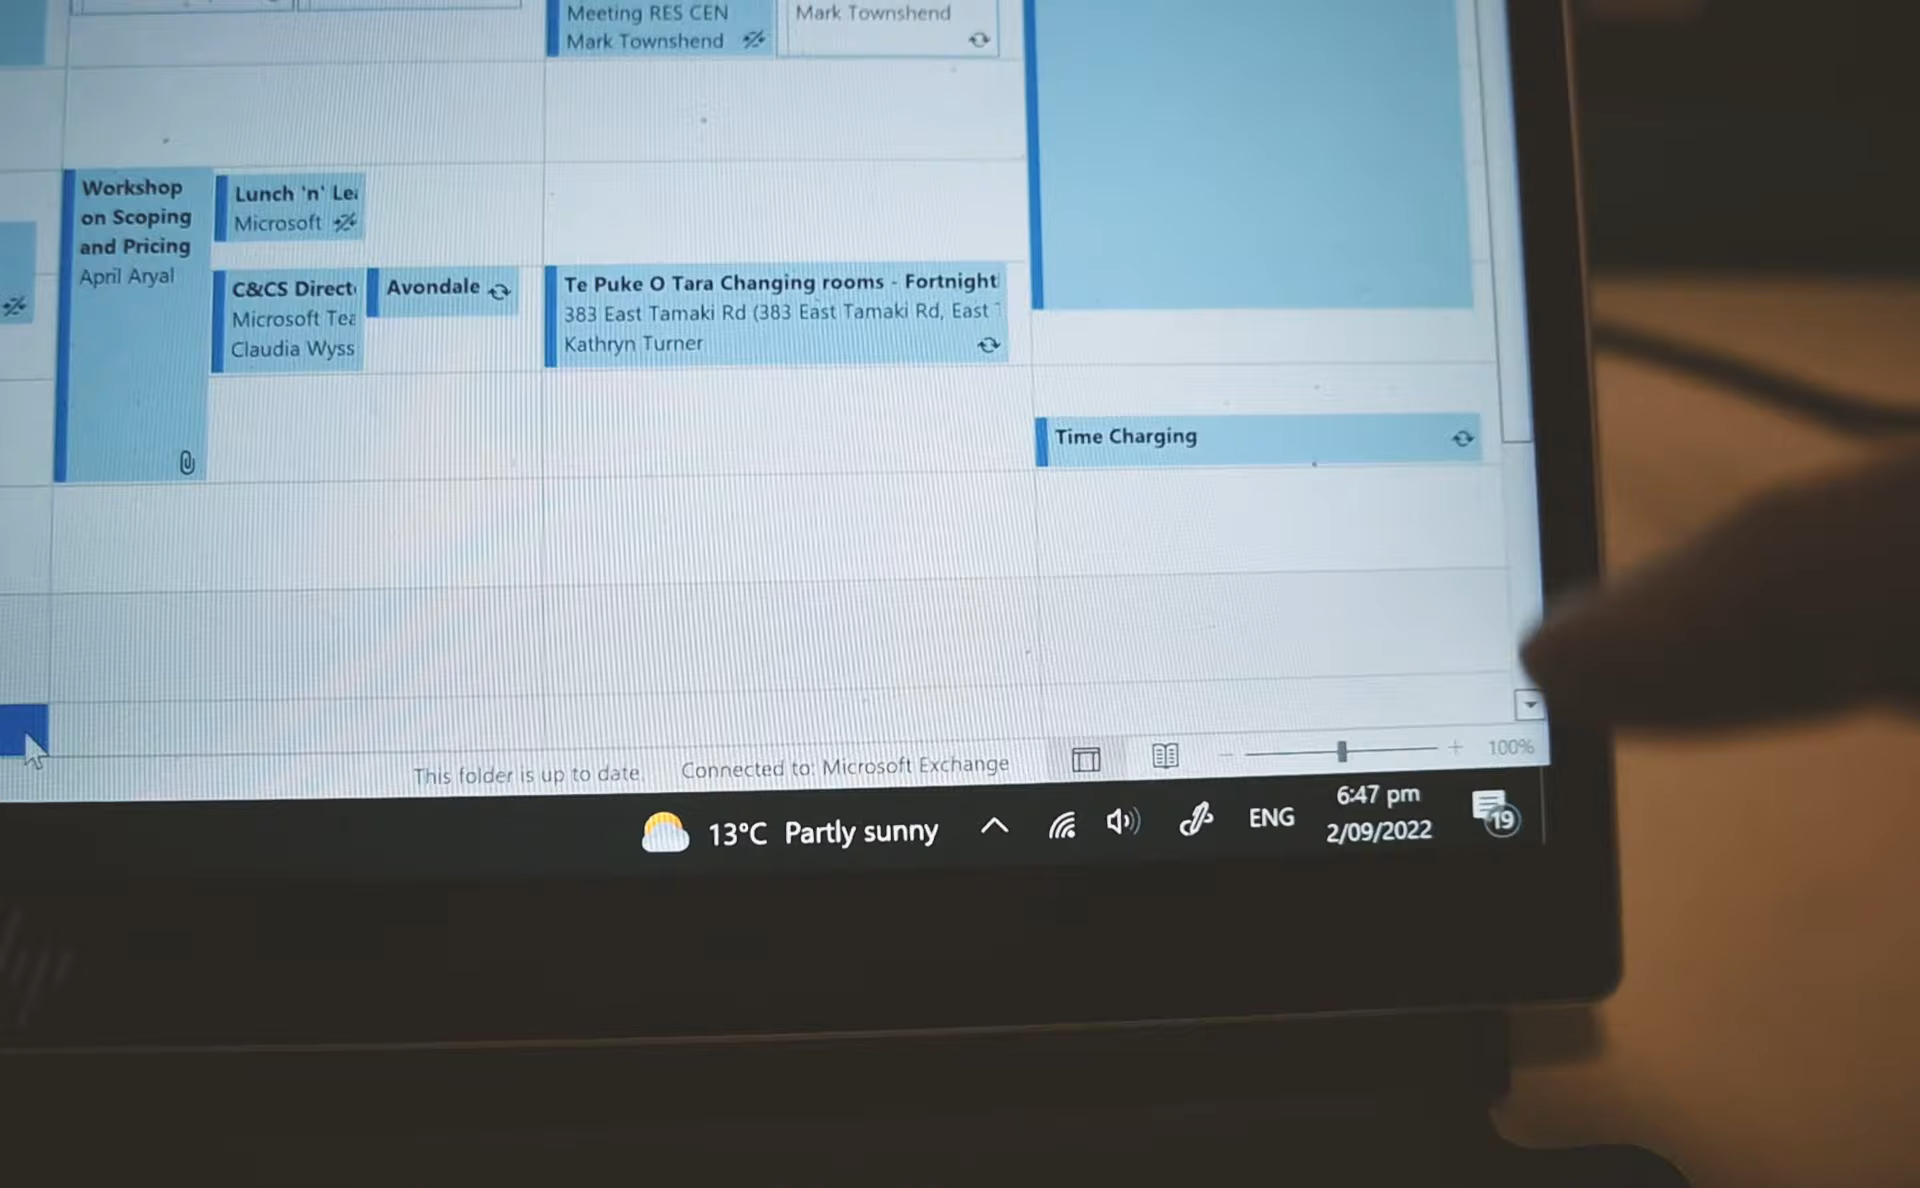 Meeting RES CEN
Mark Townshend
Mark Townshend
Workshop
on Scoping
and Pricing
April Aryal
Lunch 'n' Le
Microsoft
C&CS Direct
Microsoft Tea
Claudia Wyss
Avondale
Te Puke O Tara Changing rooms - Fortnight
383 East Tamaki Rd (383 East Tamaki Rd, East
Kathryn Turner
Time Charging
This folder is up to date.
Connected to: Microsoft Exchange
100%
13°C Partly sunny
ENG
6:47 pm
2/09/2022
19